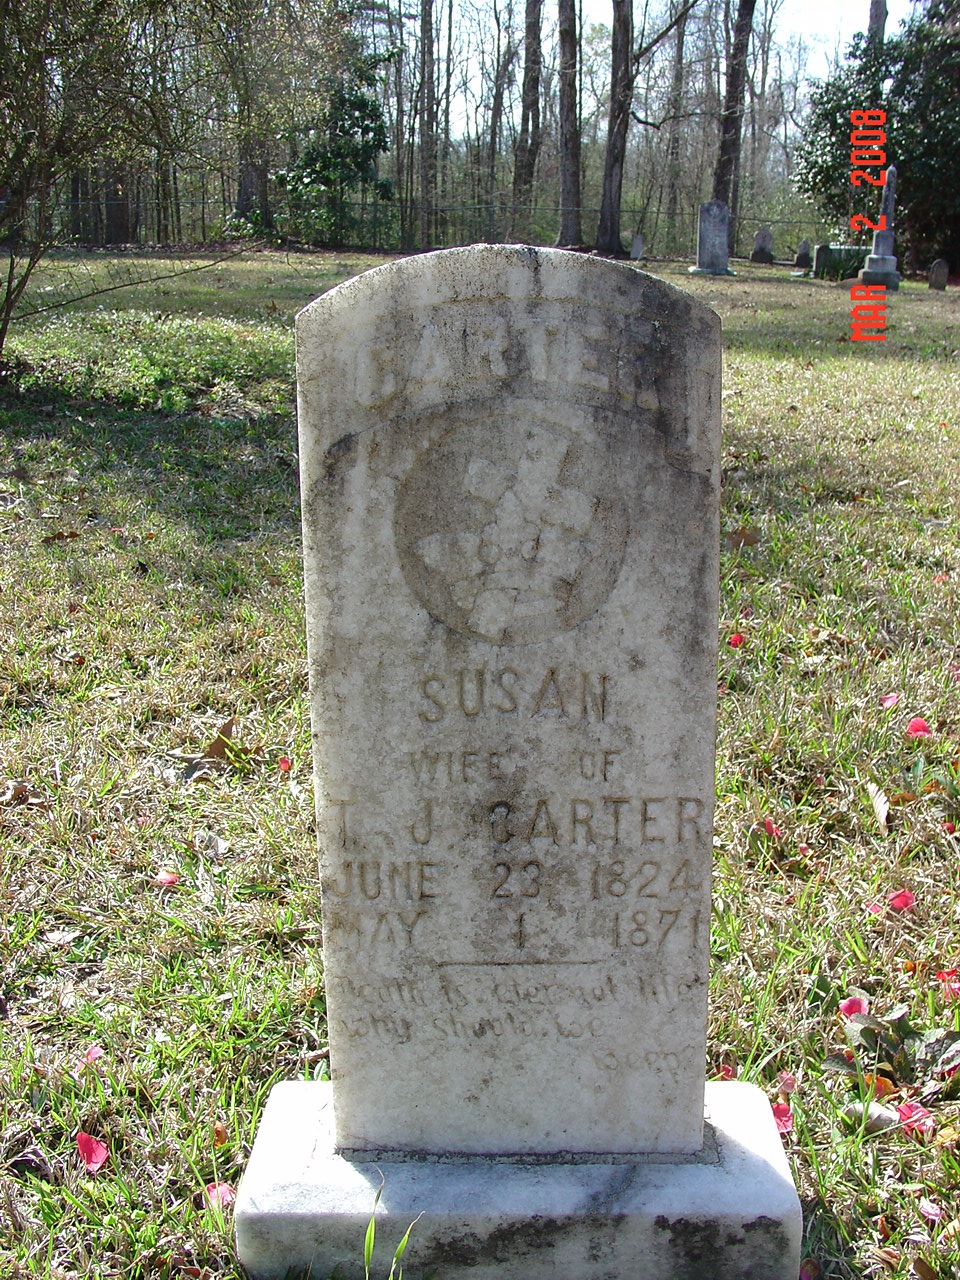 CARTER
SUSAN
WIFE OF
T. J. CARTER
JUNE 23 1824
MAY 1 1871
Death is eternal life
why should we
weep
MAR 2 2008